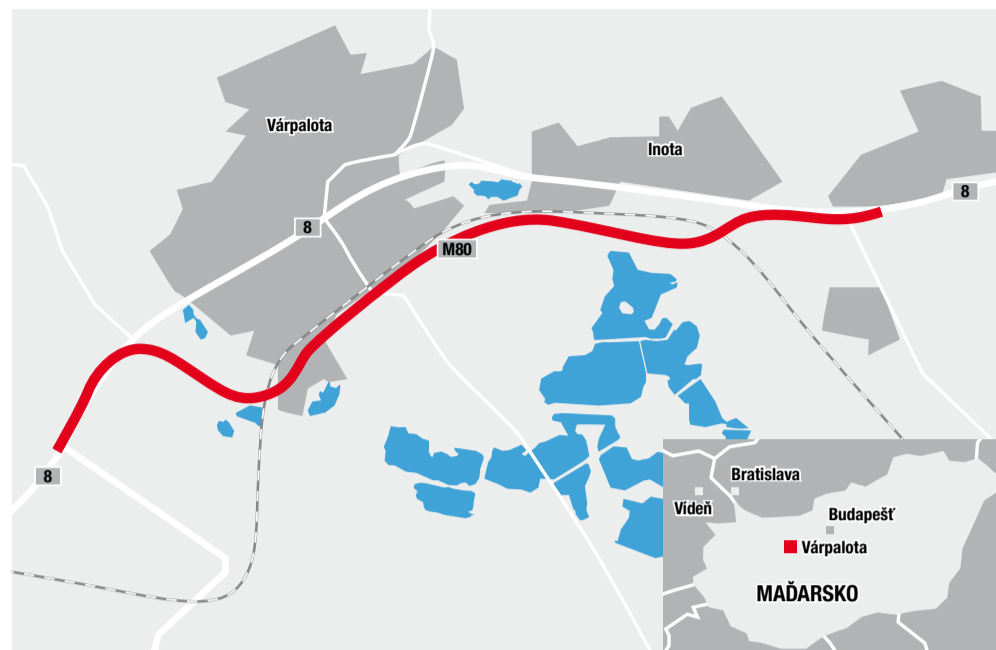 Várpalota
Inota
8
8
M80
8
Bratislava
Vídeň
Budapešť
Várpalota
MAĎARSKO